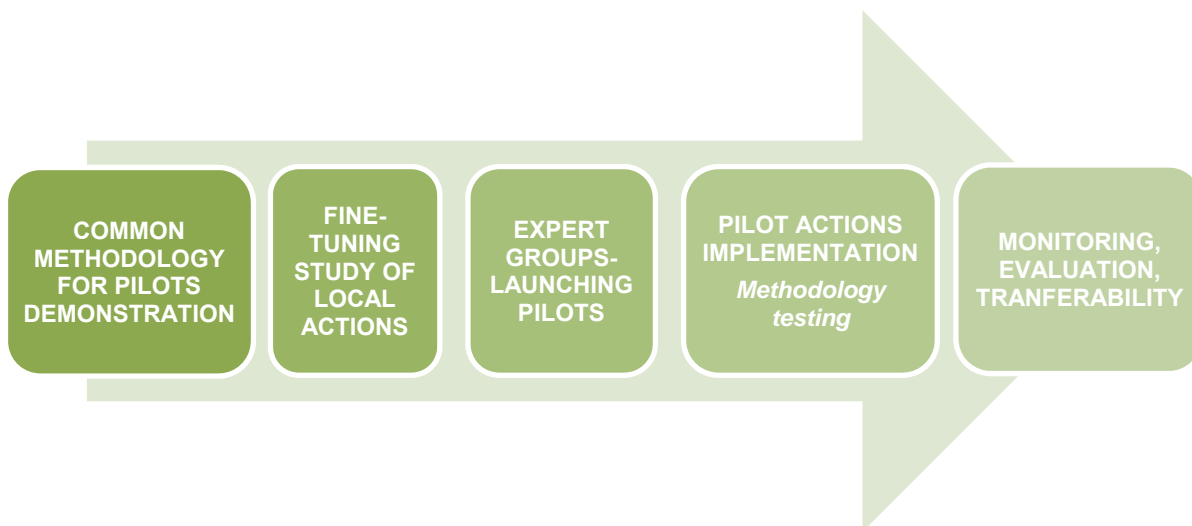 COMMON
METHODOLOGY
FOR PILOTS
DEMONSTRATION
FINE-
TUNING
STUDY OF
LOCAL
ACTIONS
EXPERT
GROUPS-
LAUNCHING
PILOTS
PILOT ACTIONS
IMPLEMENTATION
Methodology
testing
MONITORING,
EVALUATION,
TRANFERABILITY